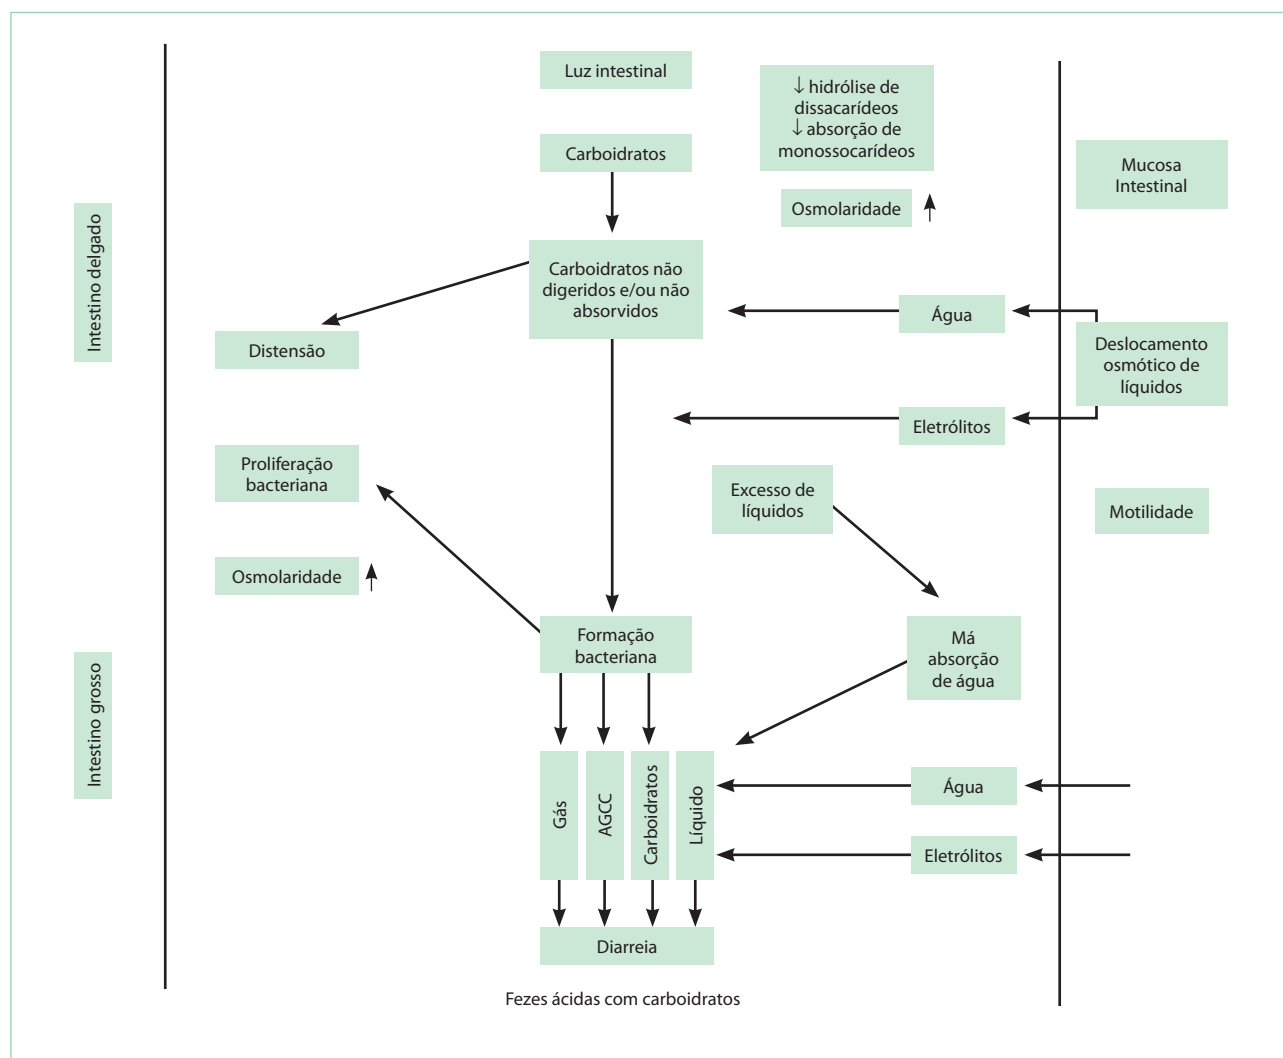 Luz intestinal
↓ hidrólise de
dissacarídeos
↓ absorção de
monossocarídeos
Carboidratos
Mucosa
Intestinal
Osmolaridade ↑
Intestino delgado
Carboidratos não
digeridos e/ou não
absorvidos
Água
Distensão
Deslocamento
osmótico de
líquidos
Eletrólitos
Proliferação
bacteriana
Excesso de
líquidos
Motilidade
Osmolaridade ↑
Formação
bacteriana
Má
absorção
de água
Intestino grosso
Gás
AGCC
Carboidratos
Líquido
Água
Eletrólitos
Diarreia
Fezes ácidas com carboidratos